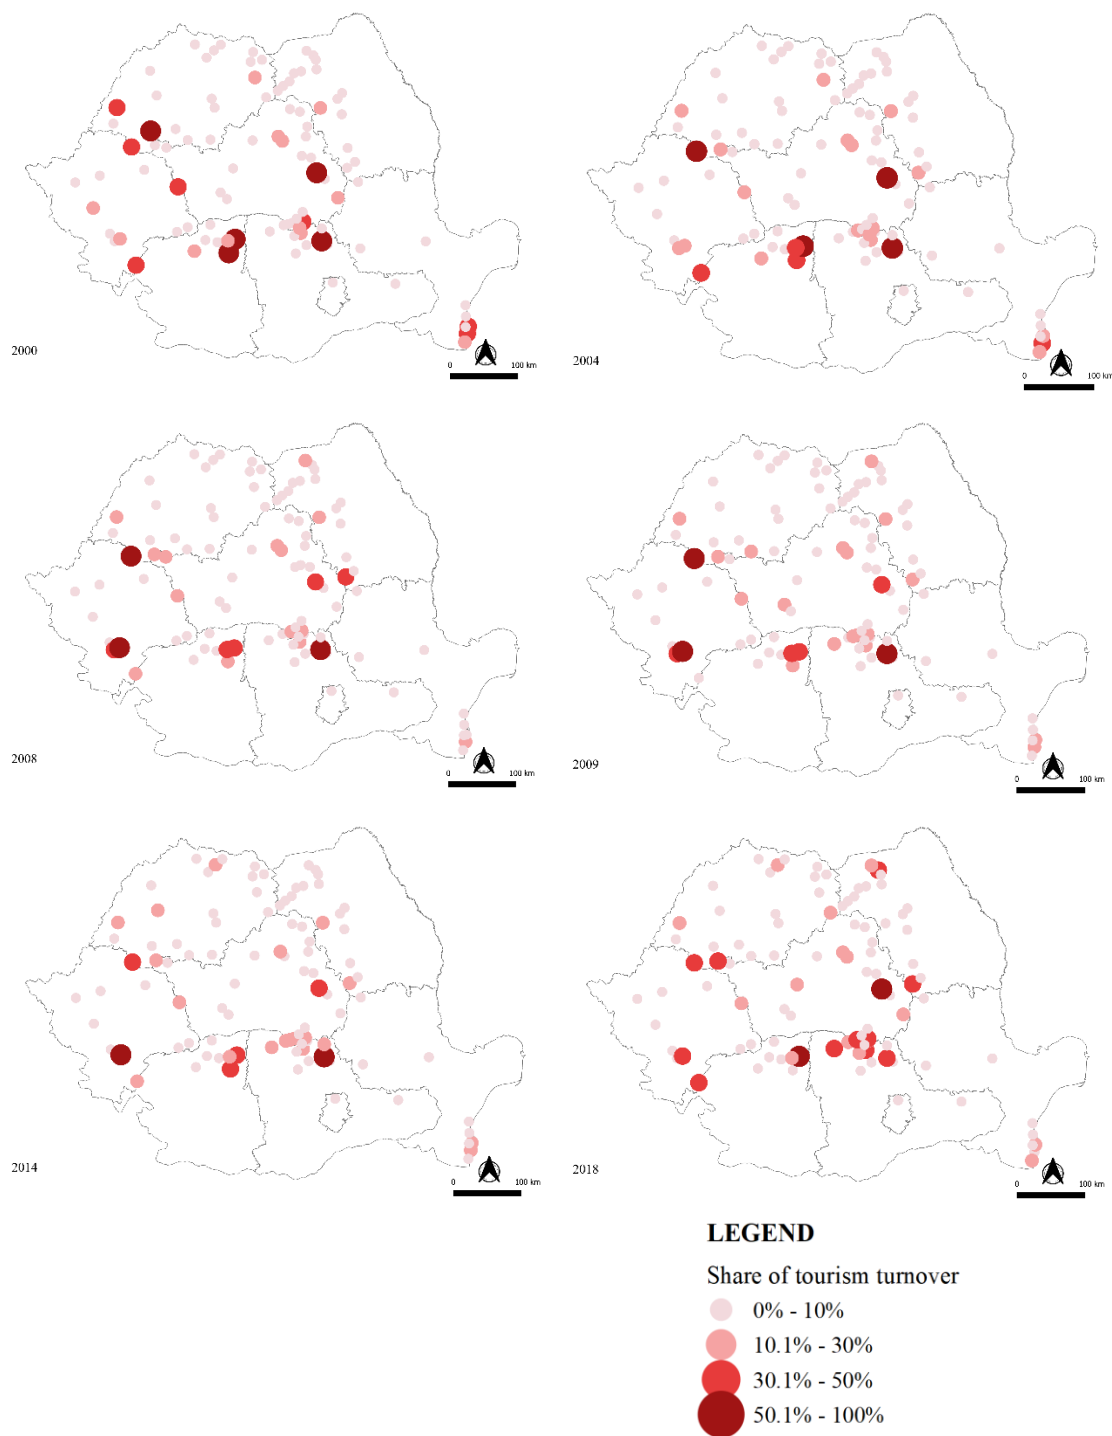 2000
0 100 km
2004
0 100 km
2008
0 100 km
2009
0 100 km
2014
0 100 km
2018
0 100 km
LEGEND
Share of tourism turnover
0% - 10%
10.1% - 30%
30.1% - 50%
50.1% - 100%